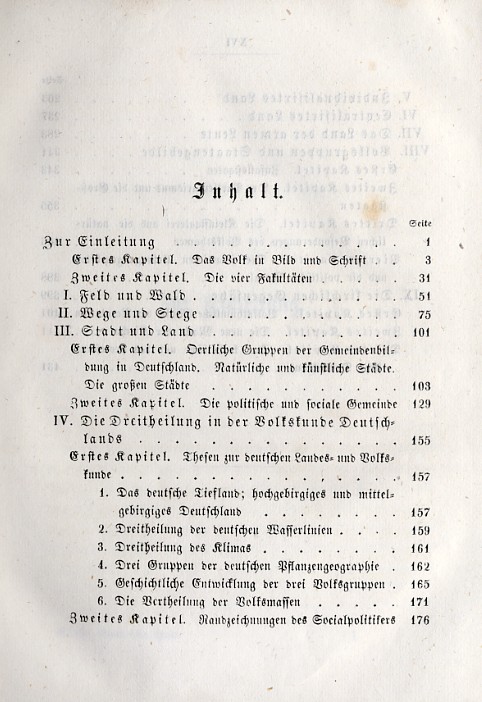 Inhalt.
Seite
Zur Einleitung . . . . . . . . . . . . 1
Erstes Kapitel. Das Volk in Bild und Schrift . . . 3
Zweites Kapitel. Die vier Fakultäten . . . . . 31
I. Feld und Wald . . . . . . . . . . . 51
II. Wege und Stege . . . . . . . . . . 75
III. Stadt und Land . . . . . . . . . . 101
Erstes Kapitel. Oertliche Gruppen der Gemeindenbil-
dung in Deutschland. Natürliche und künstliche Städte.
Die großen Städte . . . . . . . . . . 103
Zweites Kapitel. Die politische und sociale Gemeinde 129
IV. Die Dreitheilung in der Volkskunde Deutsch-
lands . . . . . . . . . . . . . 155
Erstes Kapitel. Thesen zur deutschen Landes- und Volks-
kunde . . . . . . . . . . . . . 157
1. Das deutsche Tiefland; hochgebirgiges und mittel-
gebirgiges Deutschland . . . . . . . 157
2. Dreitheilung der deutschen Wasserlinien . . . . 159
3. Dreitheilung des Klimas . . . . . . . 161
4. Drei Gruppen der deutschen Pflanzengeographie . 162
5. Geschichtliche Entwicklung der drei Volksgruppen . 165
6. Die Vertheilung der Volksmassen . . . . . 171
Zweites Kapitel. Randzeichnungen des Socialpolitikers 176